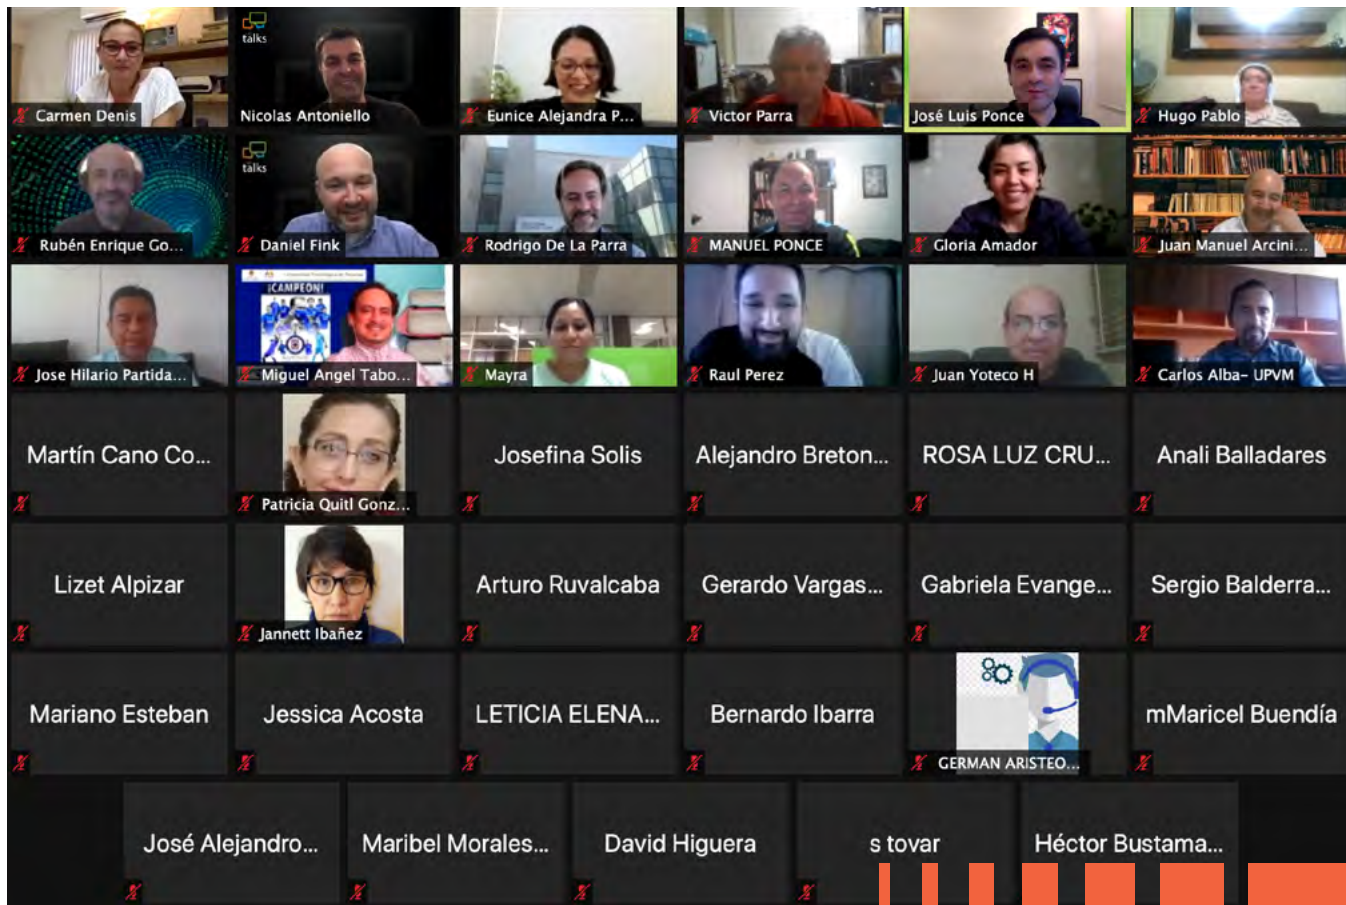 talks
Carmen Denis
Nicolas Antoniello
Eunice Alejandra P...
Victor Parra
José Luis Ponce
Hugo Pablo
talks
Rubén Enrique Go...
Daniel Fink
Rodrigo De La Parra
MANUEL PONCE
Gloria Amador
Juan Manuel Arcini...
¡CAMPEON!
Jose Hilario Partida...
Miguel Angel Tabo...
Mayra
Raul Perez
Juan Yoteco H
Carlos Alba- UPVM
Martín Cano Co...
Patricia Quitl Gonz...
Josefina Solis
Alejandro Breton...
ROSA LUZ CRU...
Anali Balladares
Lizet Alpizar
Jannett Ibañez
Arturo Ruvalcaba
Gerardo Vargas...
Gabriela Evange...
Sergio Balderra...
Mariano Esteban
Jessica Acosta
LETICIA ELENA...
Bernardo Ibarra
GERMAN ARISTEO...
mMaricel Buendía
José Alejandro...
Maribel Morales...
David Higuera
s tovar
Héctor Bustama...